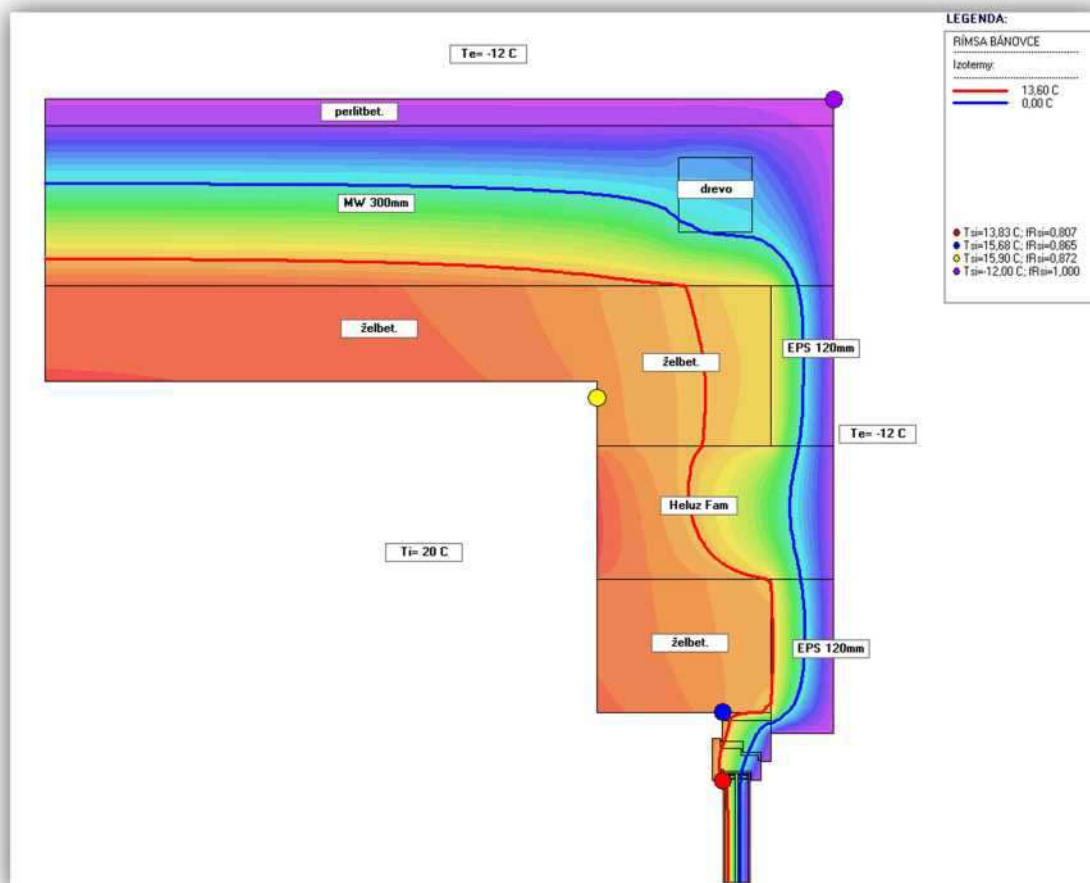 LEGENDA:
RÍMSA BÁNOVCE
Izotermy:
13,60 C
0,00 C
Te= -12 C
perlitbet.
drevo
MW 300mm
Tsi=13,83 C; fRsi=0,807
Tsi=15,68 C; fRsi=0,865
Tsi=15,90 C; fRsi=0,872
Tsi=-12,00 C; fRsi=1,000
želbet.
EPS 120mm
želbet.
Te= -12 C
Heluz Fam
Ti= 20 C
želbet.
EPS 120mm